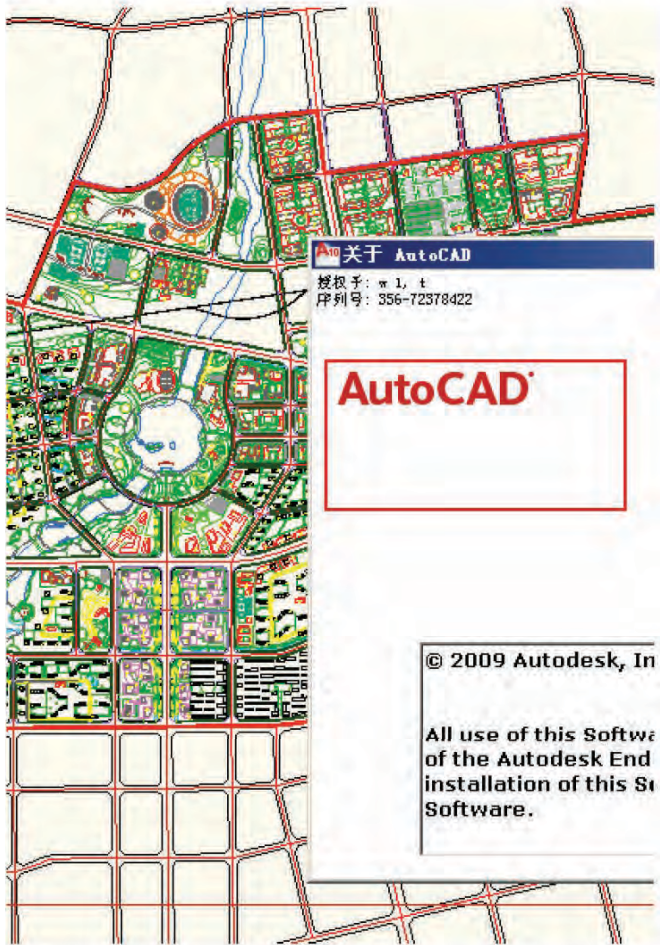 A10 关于 AutoCAD
授权予: w l, t
序列号: 356-72378422
AutoCAD
© 2009 Autodesk, In
All use of this Softwa
of the Autodesk End
installation of this S
Software.